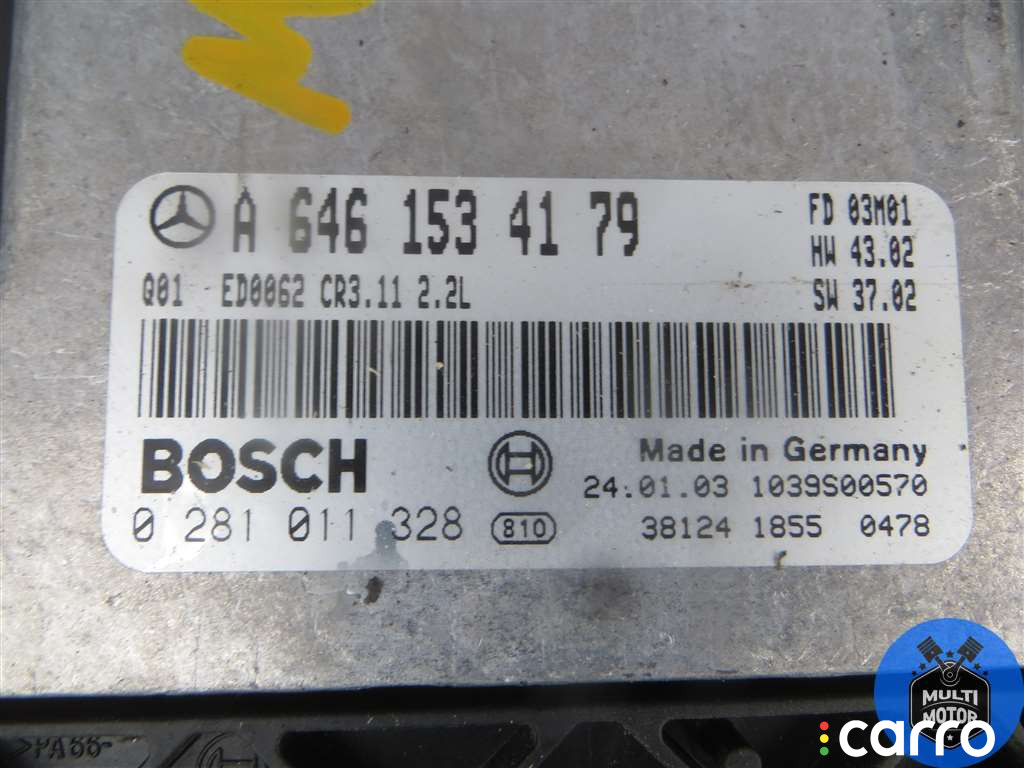 A 646 153 41 79
FD 03M01
HW 43.02
Q01 ED0062 CR3.11 2.2L
SW 37.02
BOSCH
Made in Germany
24.01.03 1039S00570
0 281 011 328
810
38124 1855 0478
>PA66-
MULTI
MOTOR
carro